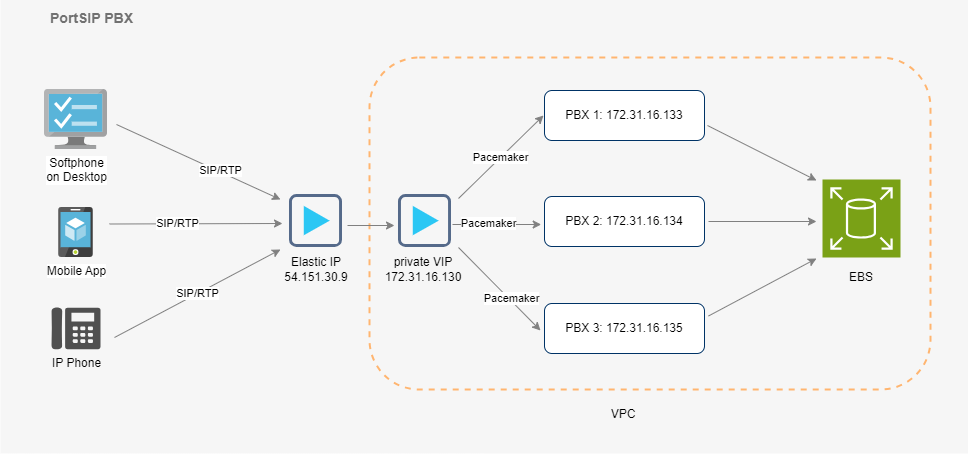 PortSIP PBX
Softphone
on Desktop
SIP/RTP
Mobile App
SIP/RTP
IP Phone
SIP/RTP
Elastic IP
54.151.30.9
private VIP
172.31.16.130
Pacemaker
Pacemaker
Pacemaker
PBX 1: 172.31.16.133
PBX 2: 172.31.16.134
PBX 3: 172.31.16.135
EBS
VPC